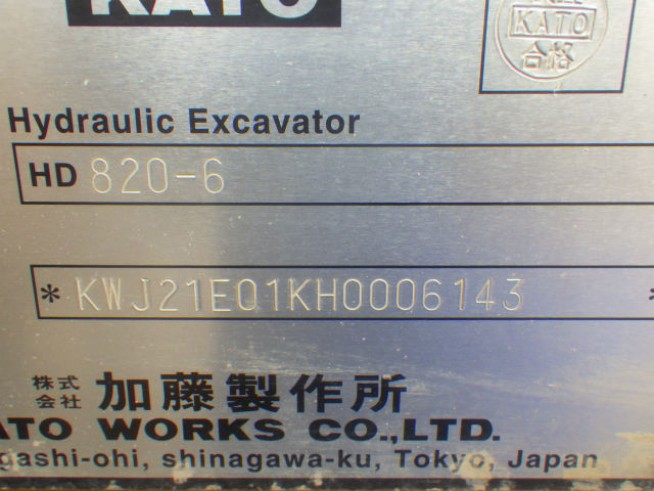 KATO
KATO
合格
Hydraulic Excavator
HD 820-6
*KWJ21E01KH0006143*
株式会社 加藤製作所
ATO WORKS CO.,LTD.
gashi-ohi, shinagawa-ku, Tokyo, Japan